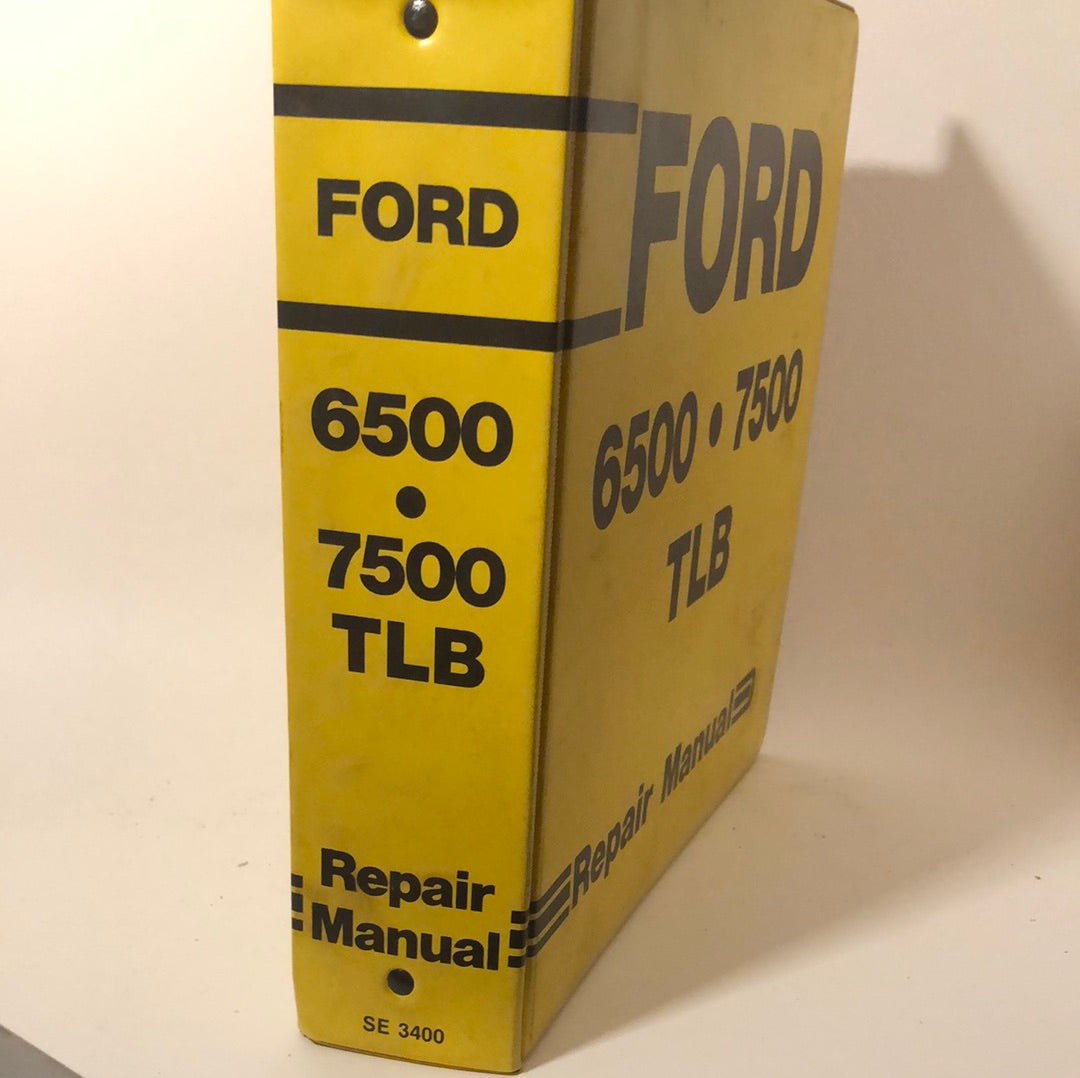 FORD
6500
•
7500
TLB
Repair
Manual
SE 3400
FORD
6500 • 7500
TLB
Repair Manual